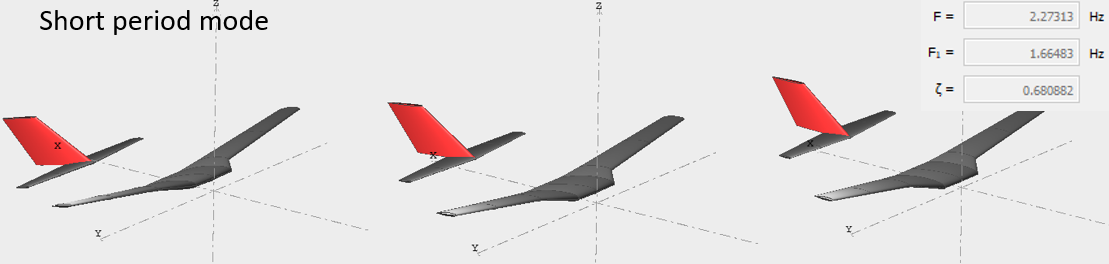 Short period mode
F = 2.27313 Hz
F₁ = 1.66483 Hz
ζ = 0.680882
z
X
Y
z
X
Y
z
X
Y